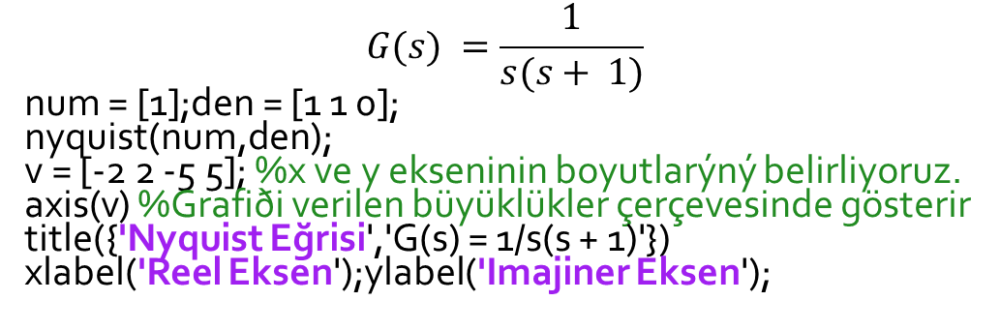 G(s) = 1 / s(s + 1)
num = [1];den = [1 1 0];
nyquist(num,den);
v = [-2 2 -5 5]; %x ve y ekseninin boyutlarýný belirliyoruz.
axis(v) %Grafiði verilen büyüklükler çerçevesinde gösterir
title({'Nyquist Eğrisi','G(s) = 1/s(s + 1)'})
xlabel('Reel Eksen');ylabel('Imajiner Eksen');